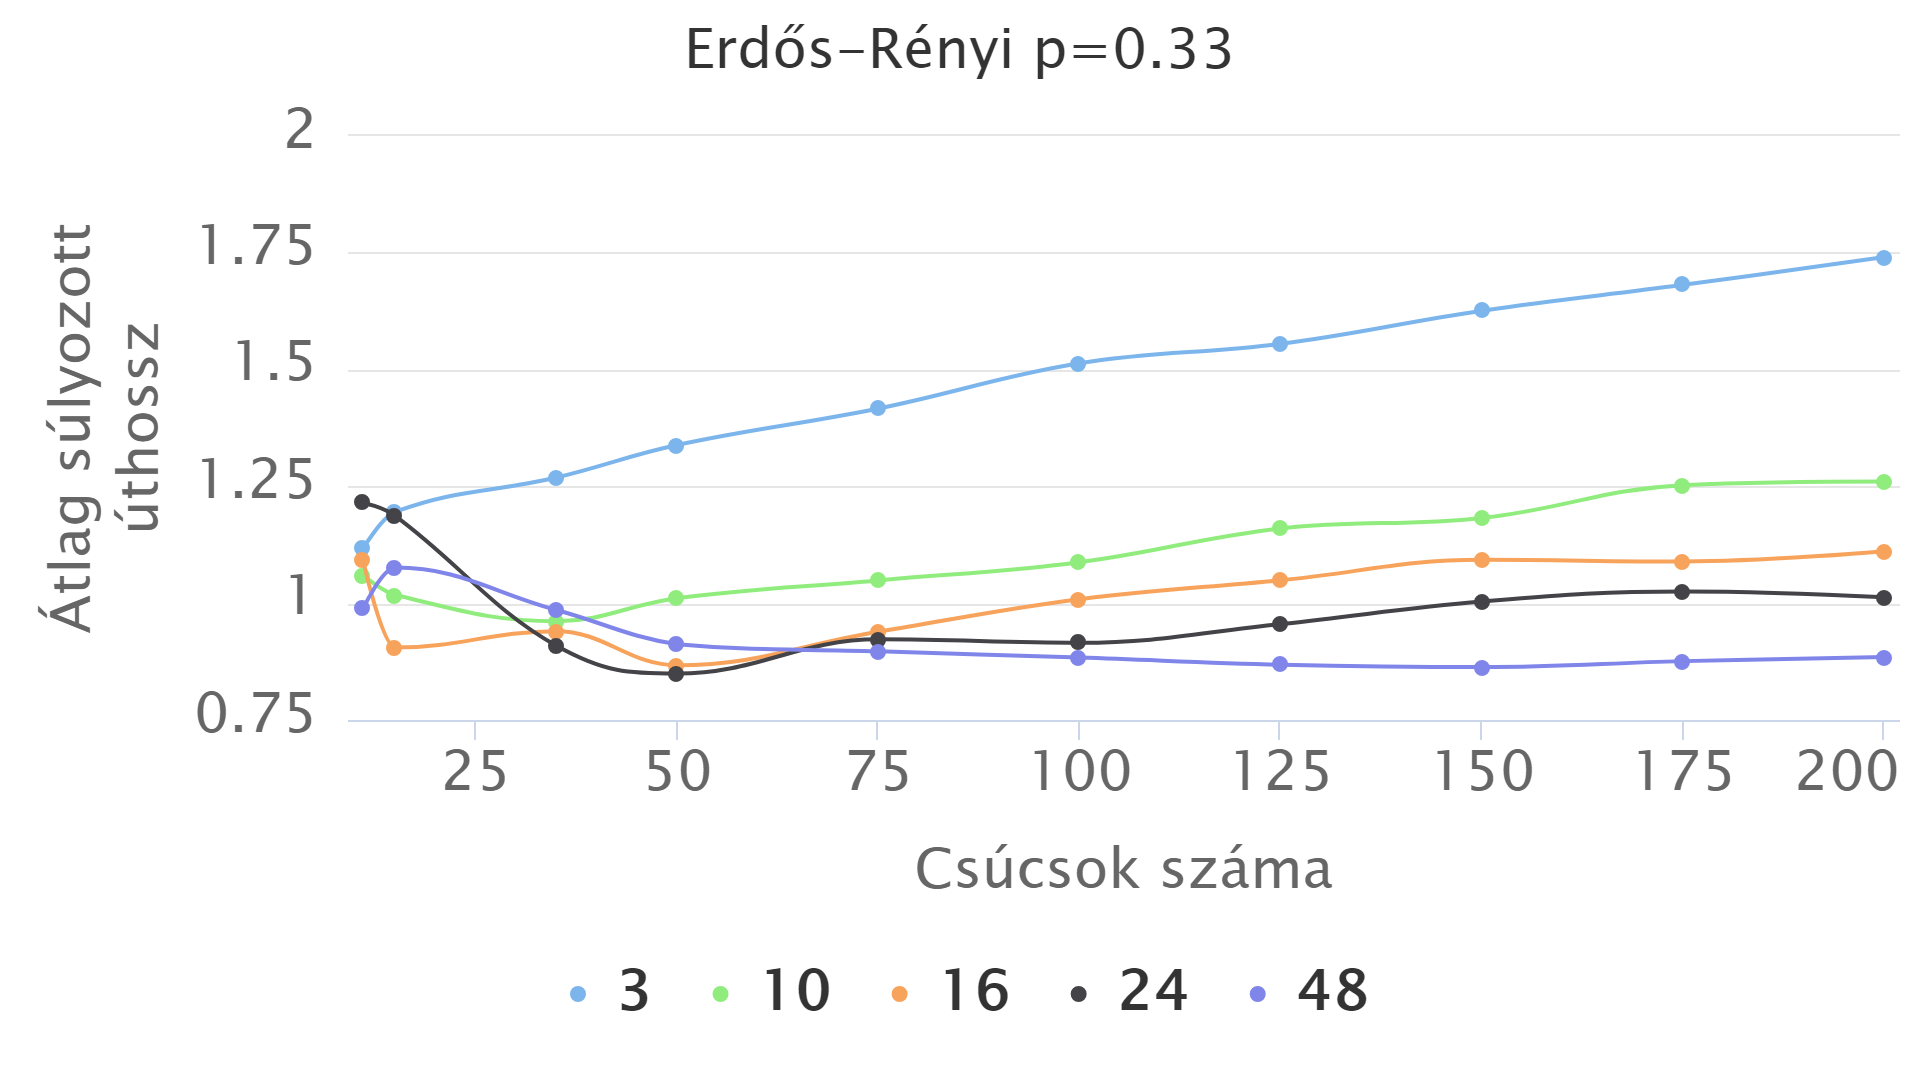 Erdős-Rényi p=0.33
2
1.75
1.5
1.25
1
0.75
Átlag súlyozott
úthossz
25 50 75 100 125 150 175 200
Csúcsok száma
3 10 16 24 48